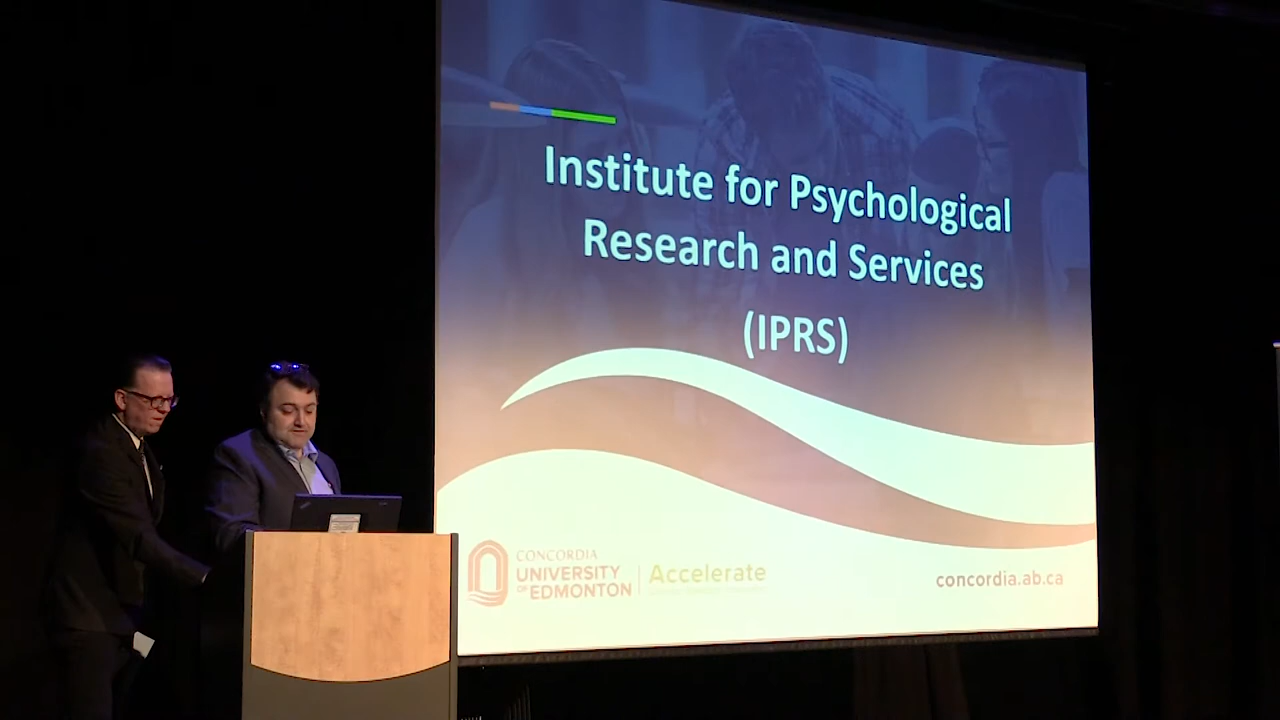 Institute for Psychological
Research and Services
(IPRS)
CONCORDIA
UNIVERSITY
OF EDMONTON
Accelerate
concordia.ab.ca